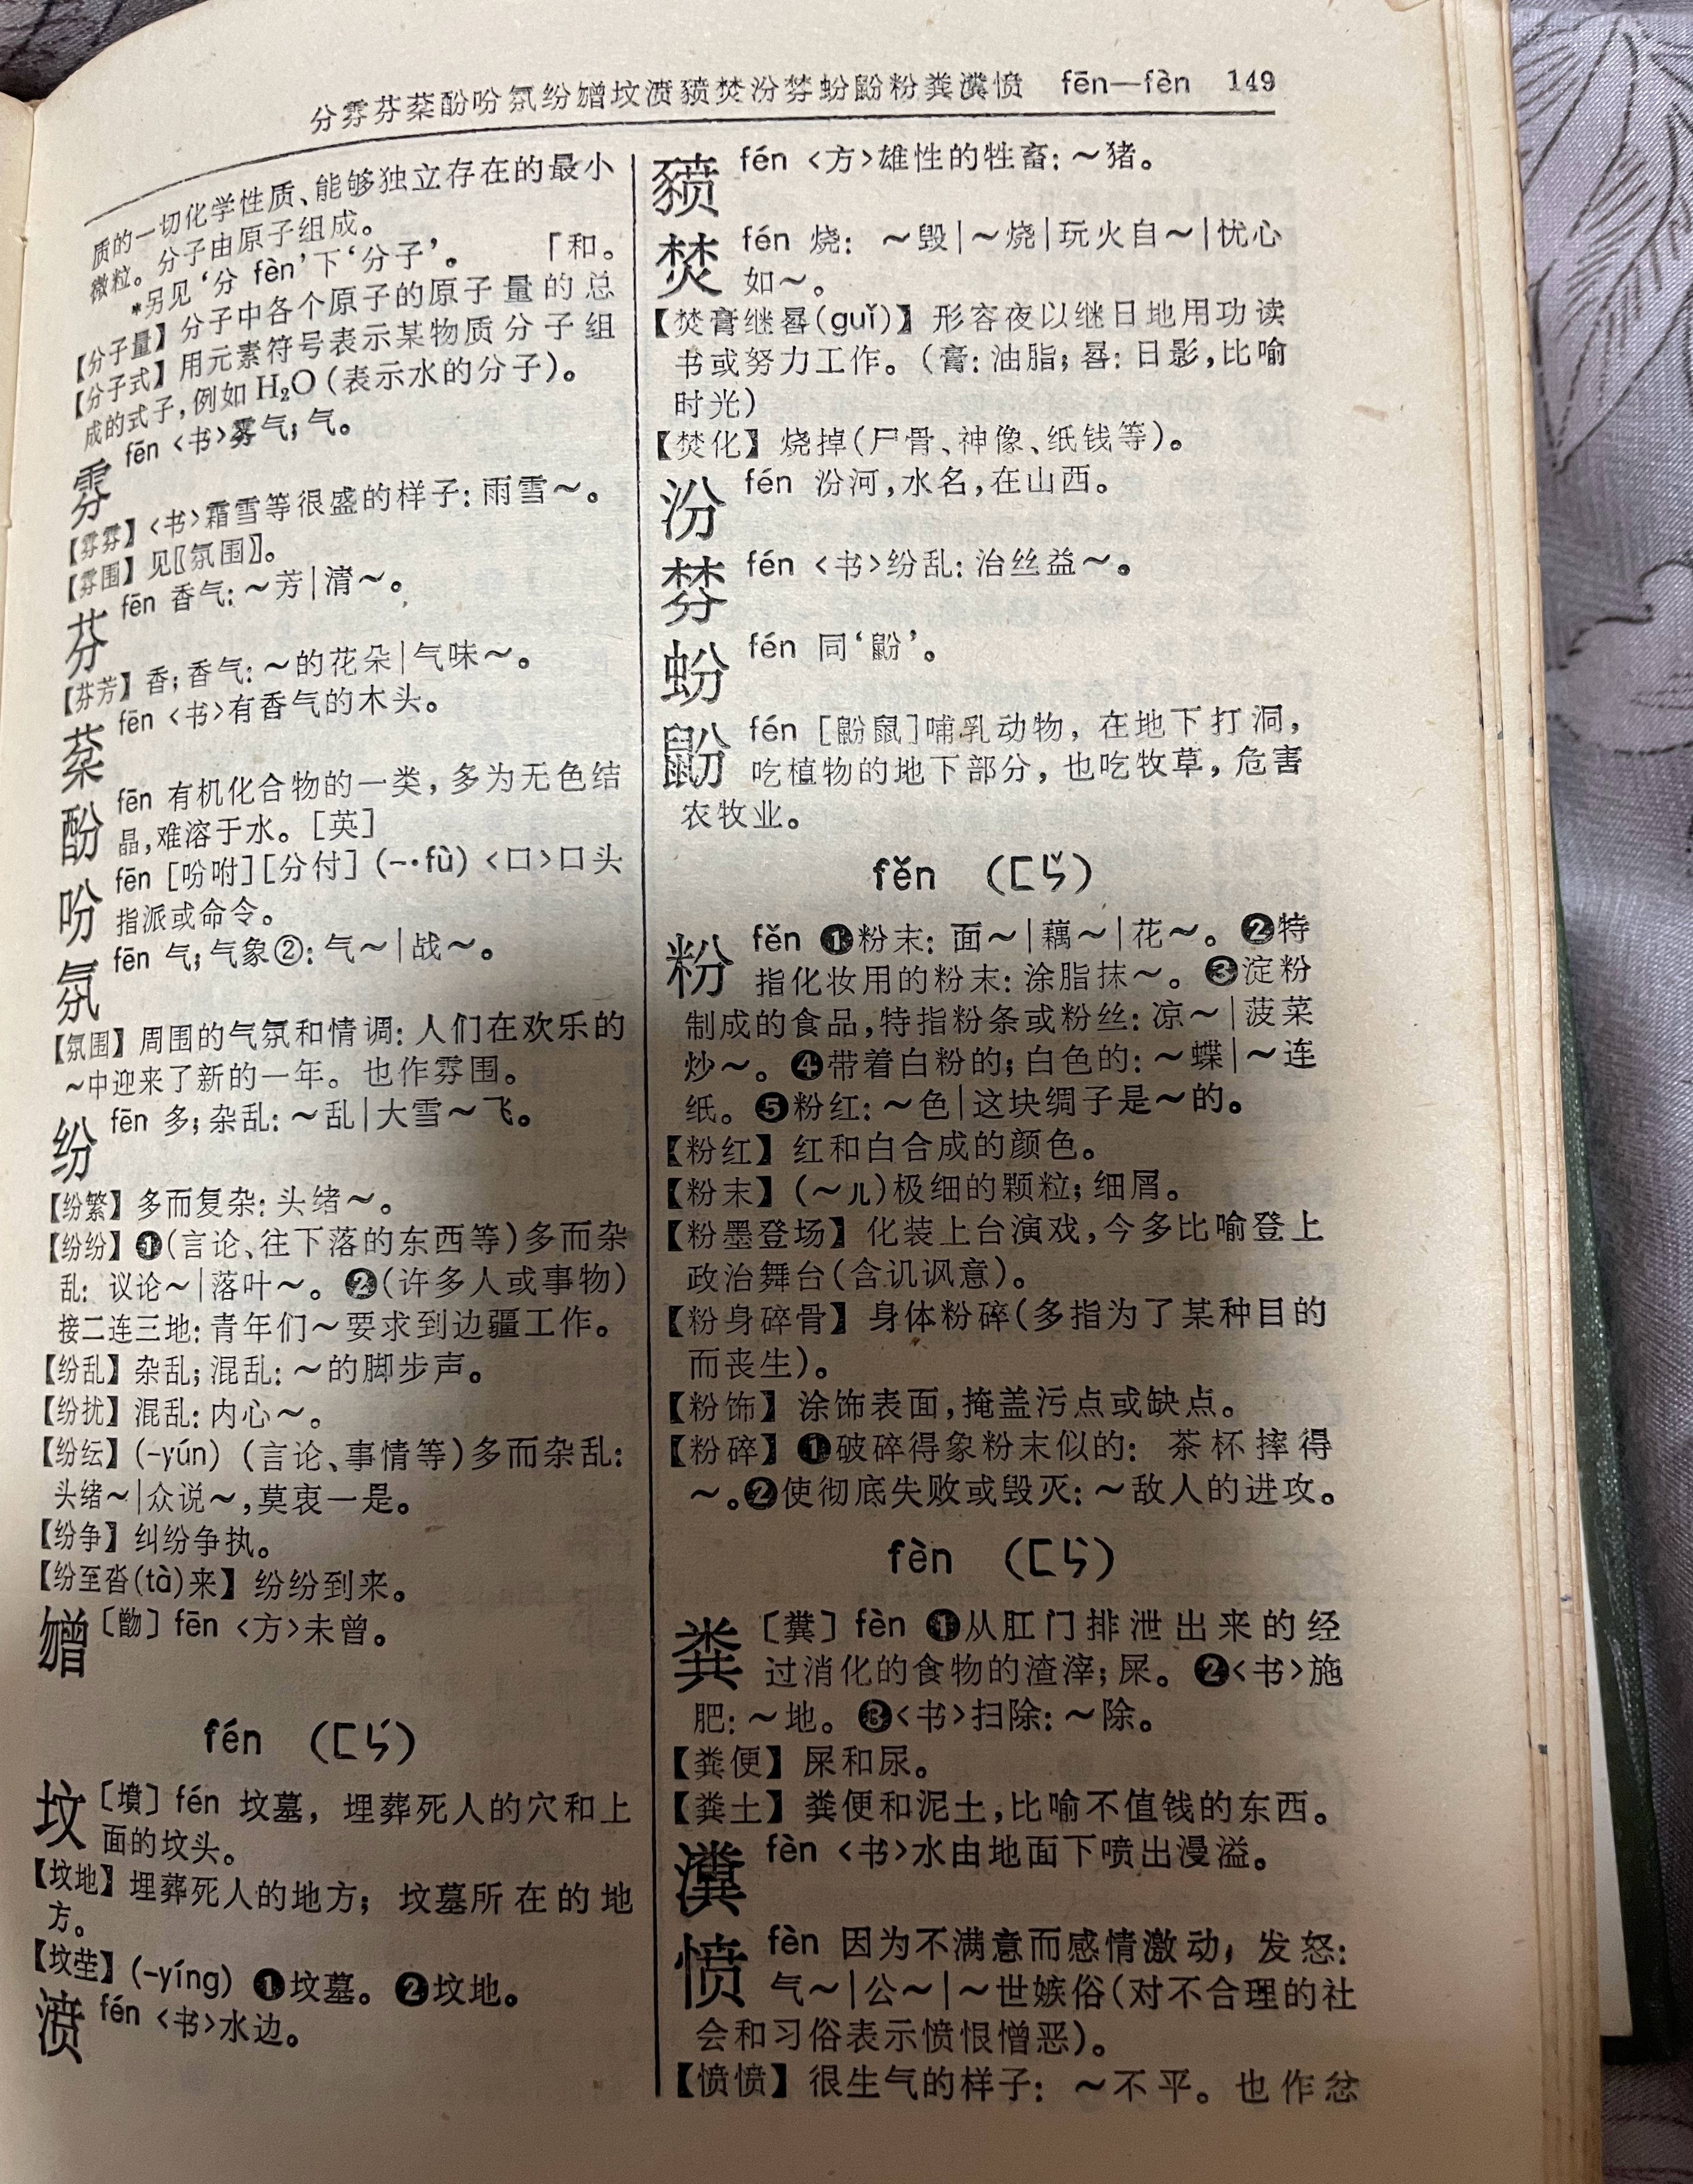 分雰芬棻酚吩氛纷朆坟濆豮焚汾棼蚡鼢粉粪瀵愤 fēn—fèn 149
质的一切化学性质、能够独立存在的最小
微粒。分子由原子组成。
*另见‘分 fèn’下‘分子’。 「和。
【分子量】分子中各个原子的原子量的总
【分子式】用元素符号表示某物质分子组
成的式子,例如H₂O(表示水的分子)。
雰 fēn <书>雾气;气。
【雰雰】<书>霜雪等很盛的样子:雨雪~。
【雰围】见〖氛围〗。
芬 fēn 香气:~芳|清~。
【芬芳】香;香气:~的花朵|气味~。
棻 fēn <书>有香气的木头。
酚 fēn 有机化合物的一类,多为无色结
晶,难溶于水。[英]
吩 fēn [吩咐][分付](-·fù) <口>口头
指派或命令。
氛 fēn 气;气象②:气~|战~。
【氛围】周围的气氛和情调:人们在欢乐的
~中迎来了新的一年。也作雰围。
纷 fēn 多;杂乱:~乱|大雪~飞。
【纷繁】多而复杂:头绪~。
【纷纷】❶(言论、往下落的东西等)多而杂
乱:议论~|落叶~。❷(许多人或事物)
接二连三地:青年们~要求到边疆工作。
【纷乱】杂乱;混乱:~的脚步声。
【纷扰】混乱:内心~。
【纷纭】(-yún) (言论、事情等)多而杂乱:
头绪~|众说~,莫衷一是。
【纷争】纠纷争执。
【纷至沓(tà)来】纷纷到来。
朆 fēn <方>未曾。
fén (ㄈㄣˊ)
坟〔墳〕fén 坟墓,埋葬死人的穴和上
面的坟头。
【坟地】埋葬死人的地方;坟墓所在的地
方。
【坟茔】(-yíng) ❶坟墓。❷坟地。
濆 fén <书>水边。
豮 fén <方>雄性的牲畜:~猪。
焚 fén 烧:~毁|~烧|玩火自~|忧心
如~。
【焚膏继晷(guǐ)】形容夜以继日地用功读
书或努力工作。(膏:油脂;晷:日影,比喻
时光)
【焚化】烧掉(尸骨、神像、纸钱等)。
汾 fén 汾河,水名,在山西。
棼 fén <书>纷乱:治丝益~。
蚡 fén 同‘鼢’。
鼢 fén [鼢鼠]哺乳动物,在地下打洞,
吃植物的地下部分,也吃牧草,危害
农牧业。
fěn (ㄈㄣˇ)
粉 fěn ❶粉末:面~|藕~|花~。❷特
指化妆用的粉末:涂脂抹~。❸淀粉
制成的食品,特指粉条或粉丝:凉~|菠菜
炒~。❹带着白粉的;白色的:~蝶|~连
纸。❺粉红:~色|这块绸子是~的。
【粉红】红和白合成的颜色。
【粉末】(~儿)极细的颗粒;细屑。
【粉墨登场】化装上台演戏,今多比喻登上
政治舞台(含讥讽意)。
【粉身碎骨】身体粉碎(多指为了某种目的
而丧生)。
【粉饰】涂饰表面,掩盖污点或缺点。
【粉碎】❶破碎得象粉末似的:茶杯摔得
~。❷使彻底失败或毁灭:~敌人的进攻。
fèn (ㄈㄣˋ)
粪〔糞〕fèn ❶从肛门排泄出来的经
过消化的食物的渣滓;屎。❷<书>施
肥:~地。❸<书>扫除:~除。
【粪便】屎和尿。
【粪土】粪便和泥土,比喻不值钱的东西。
瀵 fèn <书>水由地面下喷出漫溢。
愤 fèn 因为不满意而感情激动,发怒:
气~|公~|~世嫉俗(对不合理的社
会和习俗表示愤恨憎恶)。
【愤愤】很生气的样子:~不平。也作忿